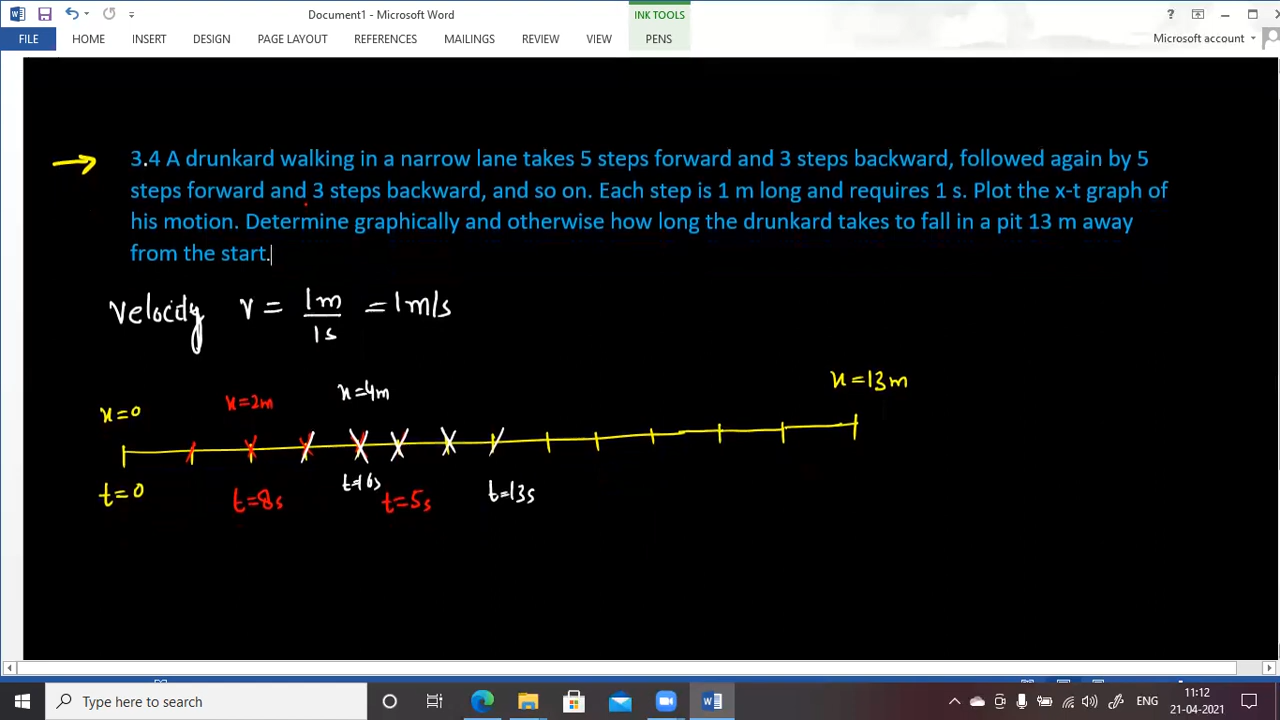 Document1 - Microsoft Word
INK TOOLS
FILE HOME INSERT DESIGN PAGE LAYOUT REFERENCES MAILINGS REVIEW VIEW PENS
Microsoft account
3.4 A drunkard walking in a narrow lane takes 5 steps forward and 3 steps backward, followed again by 5
steps forward and 3 steps backward, and so on. Each step is 1 m long and requires 1 s. Plot the x-t graph of
his motion. Determine graphically and otherwise how long the drunkard takes to fall in a pit 13 m away
from the start.
Velocity v = 1m/1s = 1m/s
x=13m
x=0 x=2m x=4m
t=0 t=8s t=16s t=5s t=13s
Type here to search
ENG
11:12
21-04-2021